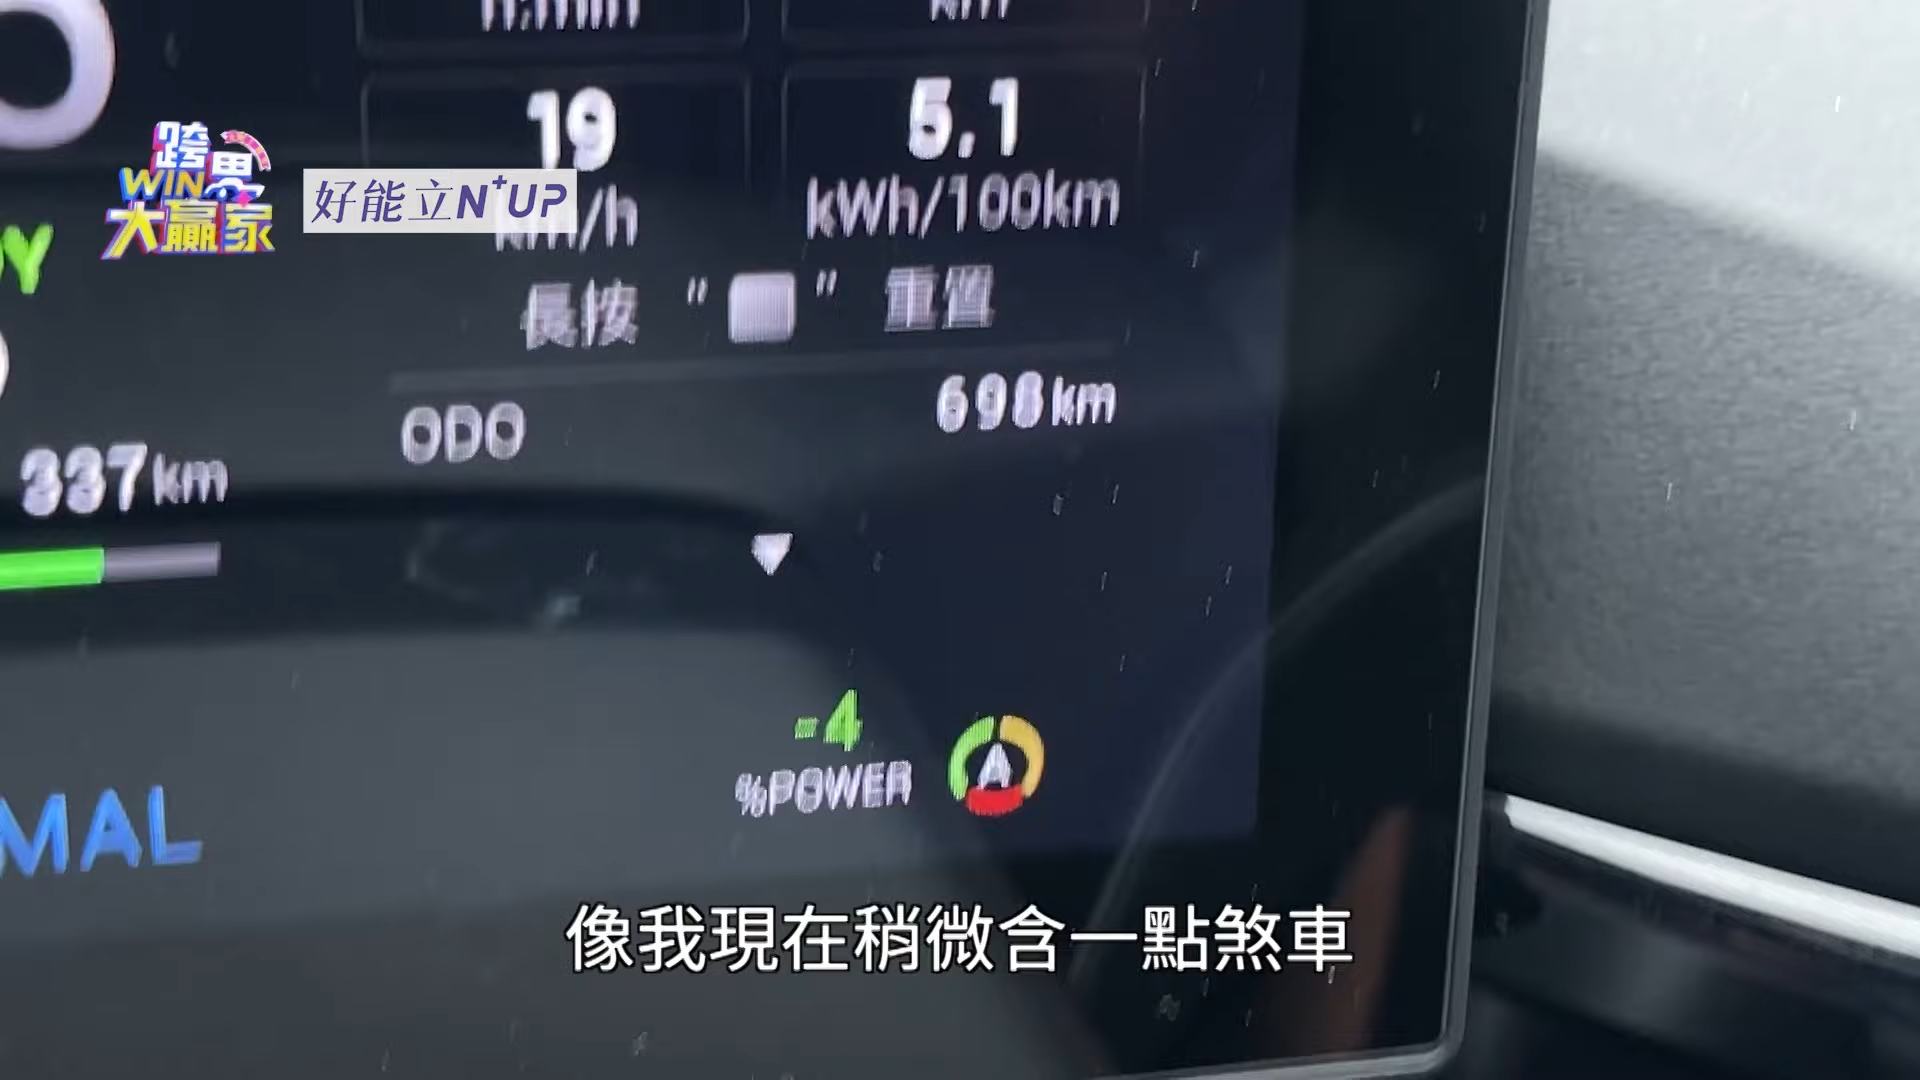 h:min
km
19
5.1
跨界
WIN
大贏家
好能立N+UP
km/h
kWh/100km
長按 " " 重置
ODO
698km
337km
-4
%POWER
A
MAL
像我現在稍微含一點煞車